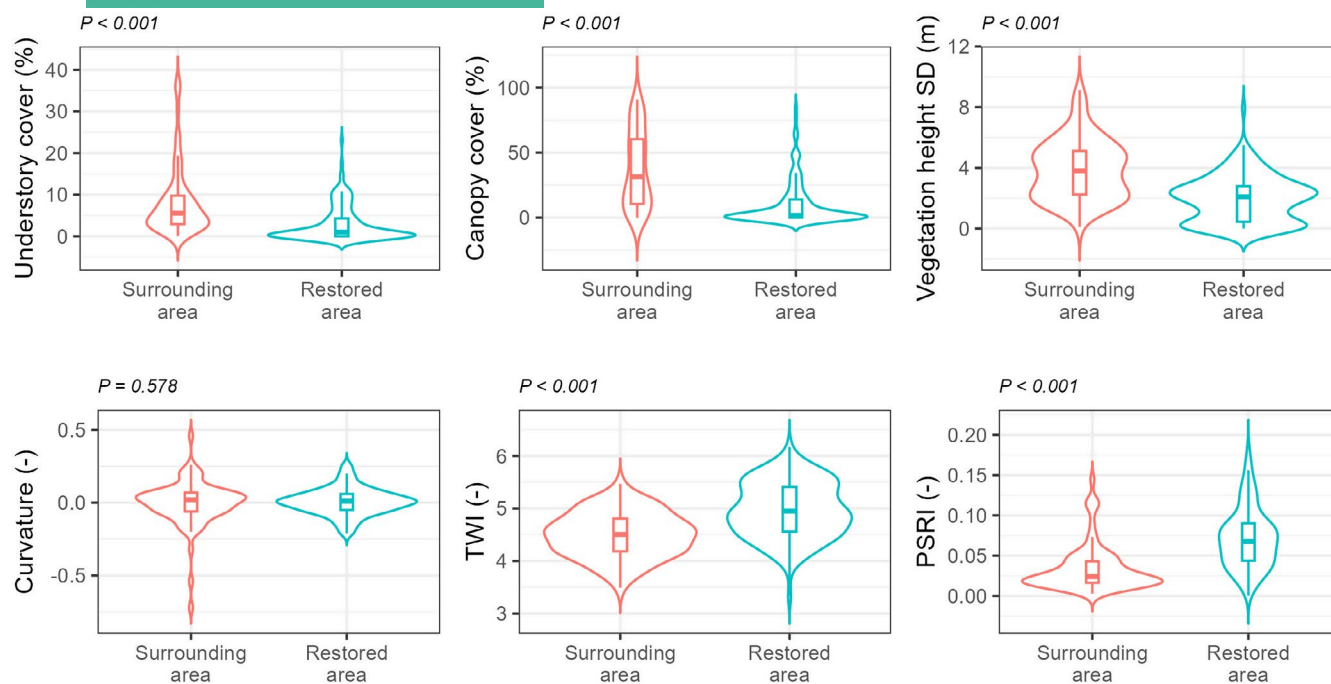 P < 0.001
Understory cover (%)
40
30
20
10
0
Surrounding
area
Restored
area
P < 0.001
Canopy cover (%)
100
50
0
Surrounding
area
Restored
area
P < 0.001
Vegetation height SD (m)
12
8
4
0
Surrounding
area
Restored
area
P = 0.578
Curvature (-)
0.5
0.0
-0.5
Surrounding
area
Restored
area
P < 0.001
TWI (-)
6
5
4
3
Surrounding
area
Restored
area
P < 0.001
PSRI (-)
0.20
0.15
0.10
0.05
0.00
Surrounding
area
Restored
area